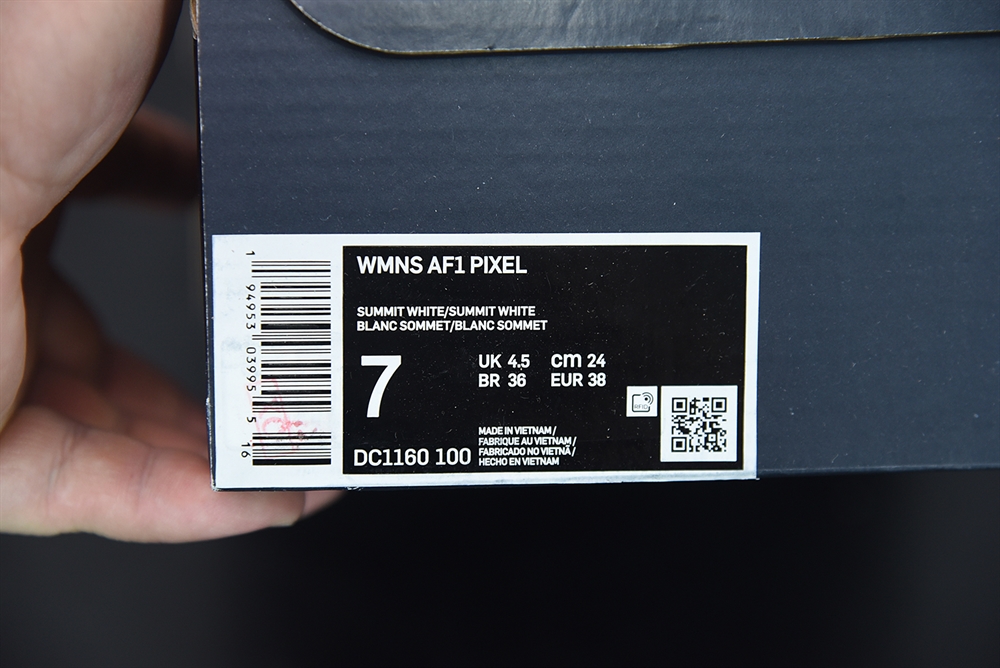 WMNS AF1 PIXEL
SUMMIT WHITE/SUMMIT WHITE
BLANC SOMMET/BLANC SOMMET
7
UK 4.5 cm 24
BR 36 EUR 38
RFID
MADE IN VIETNAM /
FABRIQUE AU VIETNAM /
FABRICADO NO VIETNÃ /
HECHO EN VIETNAM
DC1160 100
1 94953 03995 5 16